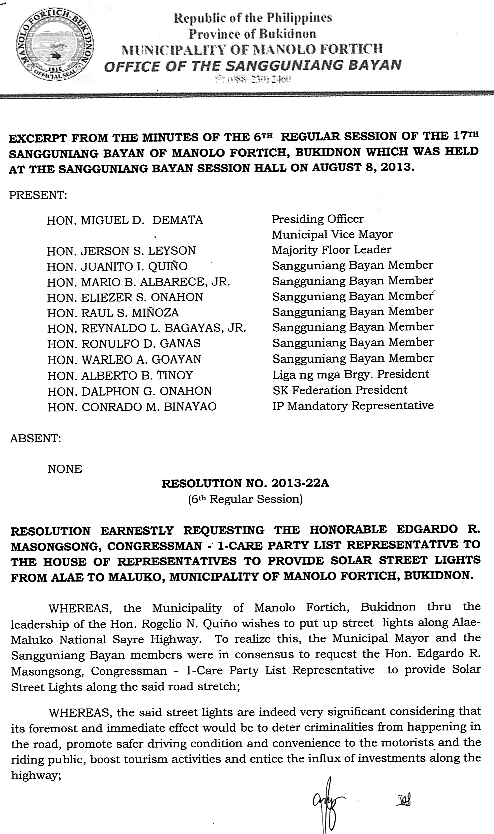 MANOLO FORTICH, BUKIDNON
OFFICIAL SEAL
Republic of the Philippines
Province of Bukidnon
MUNICIPALITY OF MANOLO FORTICH
OFFICE OF THE SANGGUNIANG BAYAN
EXCERPT FROM THE MINUTES OF THE 6TH REGULAR SESSION OF THE 17TH
SANGGUNIANG BAYAN OF MANOLO FORTICH, BUKIDNON WHICH WAS HELD
AT THE SANGGUNIANG BAYAN SESSION HALL ON AUGUST 8, 2013.
PRESENT:
HON. MIGUEL D. DEMATA Presiding Officer
Municipal Vice Mayor
HON. JERSON S. LEYSON Majority Floor Leader
HON. JUANITO I. QUIÑO Sangguniang Bayan Member
HON. MARIO B. ALBARECE, JR. Sangguniang Bayan Member
HON. ELIEZER S. ONAHON Sangguniang Bayan Member
HON. RAUL S. MIÑOZA Sangguniang Bayan Member
HON. REYNALDO L. BAGAYAS, JR. Sangguniang Bayan Member
HON. RONULFO D. GANAS Sangguniang Bayan Member
HON. WARLEO A. GOAYAN Sangguniang Bayan Member
HON. ALBERTO B. TINOY Liga ng mga Brgy. President
HON. DALPHON G. ONAHON SK Federation President
HON. CONRADO M. BINAYAO IP Mandatory Representative
ABSENT:
NONE
RESOLUTION NO. 2013-22A
(6th Regular Session)
RESOLUTION EARNESTLY REQUESTING THE HONORABLE EDGARDO R.
MASONGSONG, CONGRESSMAN - 1-CARE PARTY LIST REPRESENTATIVE TO
THE HOUSE OF REPRESENTATIVES TO PROVIDE SOLAR STREET LIGHTS
FROM ALAE TO MALUKO, MUNICIPALITY OF MANOLO FORTICH, BUKIDNON.
WHEREAS, the Municipality of Manolo Fortich, Bukidnon thru the
leadership of the Hon. Rogelio N. Quiño wishes to put up street lights along Alae-
Maluko National Sayre Highway. To realize this, the Municipal Mayor and the
Sangguniang Bayan members were in consensus to request the Hon. Edgardo R.
Masongsong, Congressman - 1-Care Party List Representative to provide Solar
Street Lights along the said road stretch;
WHEREAS, the said street lights are indeed very significant considering that
its foremost and immediate effect would be to deter criminalities from happening in
the road, promote safer driving condition and convenience to the motorists and the
riding public, boost tourism activities and entice the influx of investments along the
highway;